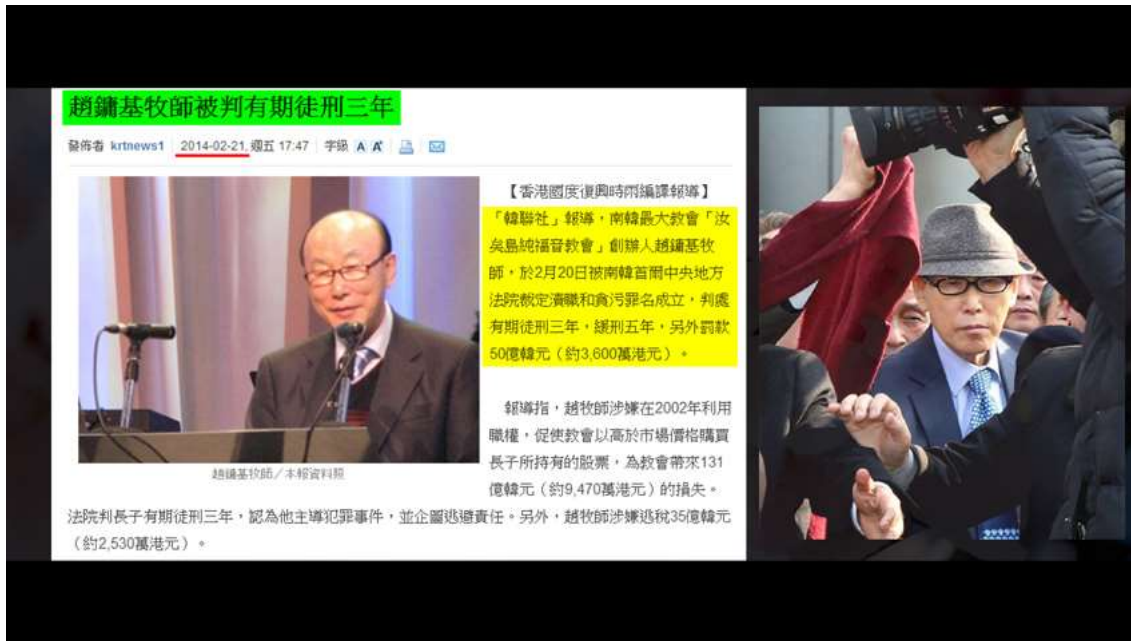 趙鏞基牧師被判有期徒刑三年
發佈者 krtnews1 2014-02-21, 週五 17:47 字級 A A
【香港國度復興時雨編譯報導】
「韓聯社」報導，南韓最大教會「汝
矣島純福音教會」創辦人趙鏞基牧
師，於2月20日被南韓首爾中央地方
法院裁定瀆職和貪污罪名成立，判處
有期徒刑三年，緩刑五年，另外罰款
50億韓元（約3,600萬港元）。
報導指，趙牧師涉嫌在2002年利用
職權，促使教會以高於市場價格購買
長子所持有的股票，為教會帶來131
億韓元（約9,470萬港元）的損失。
法院判長子有期徒刑三年，認為他主導犯罪事件，並企圖逃避責任。另外，趙牧師涉嫌逃稅35億韓元
（約2,530萬港元）。
趙鏞基牧師／本報資料照